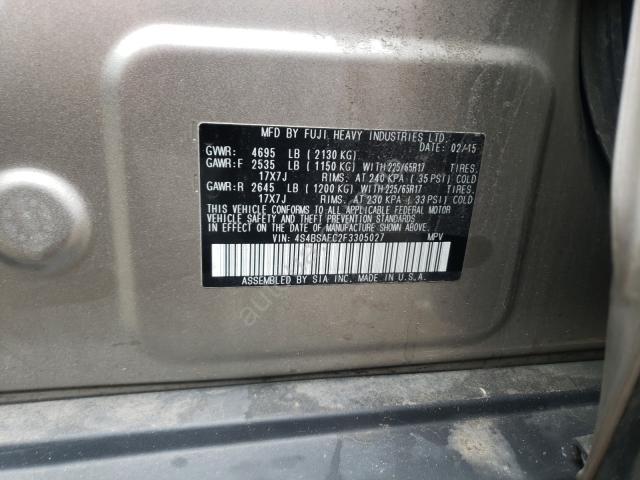 MFD BY FUJI HEAVY INDUSTRIES LTD.
DATE: 02/15
GVWR: 4695 LB ( 2130 KG)
GAWR:F 2535 LB ( 1150 KG) WITH 225/65R17 TIRES.
17X7J RIMS. AT 240 KPA ( 35 PSI) COLD
GAWR:R 2645 LB ( 1200 KG) WITH 225/65R17 TIRES.
17X7J RIMS. AT 230 KPA ( 33 PSI) COLD
THIS VEHICLE CONFORMS TO ALL APPLICABLE FEDERAL MOTOR
VEHICLE SAFETY AND THEFT PREVENTION STANDARDS
IN EFFECT ON THE DATE OF MANUFACTURE SHOWN ABOVE.
VIN: 4S4BSAEC2F3305027 MPV
ASSEMBLED BY SIA INC. MADE IN U.S.A.